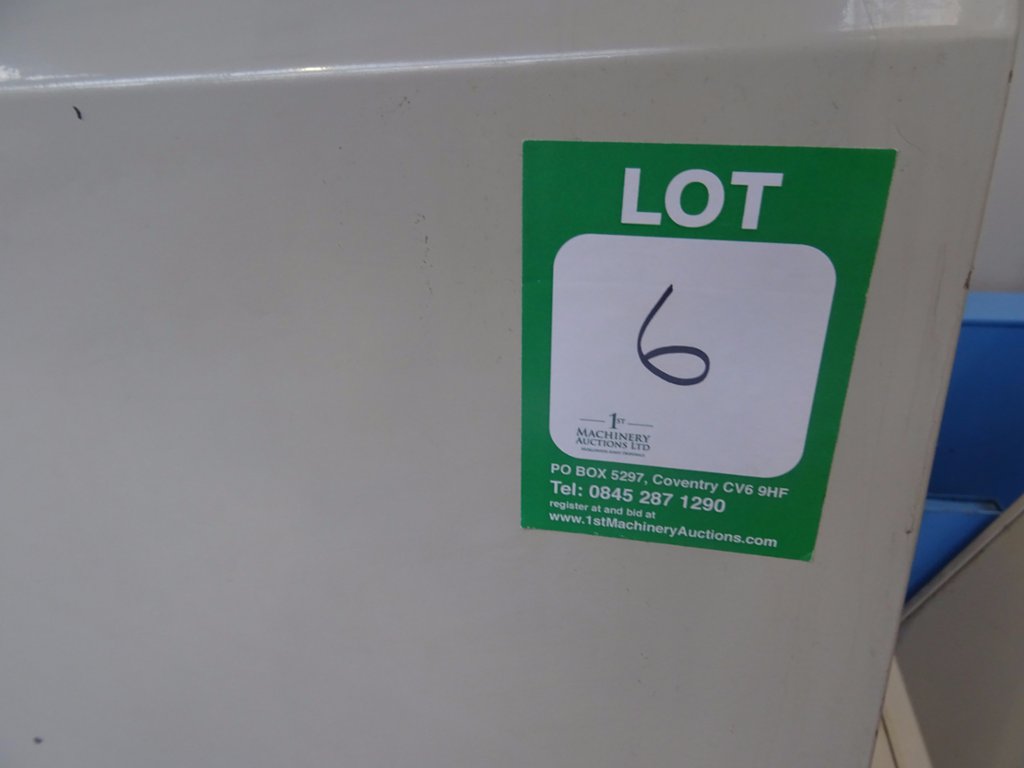 LOT
6
1ST
MACHINERY
AUCTIONS LTD
PO BOX 5297, Coventry CV6 9HF
Tel: 0845 287 1290
register at and bid at
www.1stMachineryAuctions.com